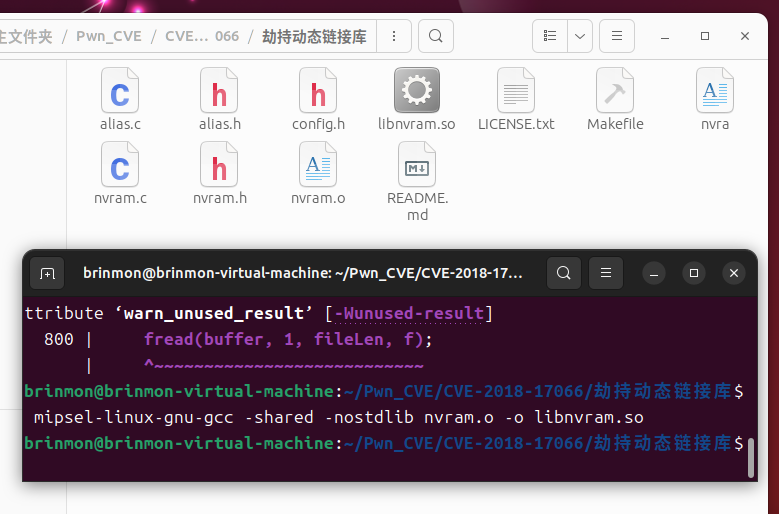 主文件夹 / Pwn_CVE / CVE… 066 / 劫持动态链接库
alias.c
alias.h
config.h
libnvram.so
LICENSE.txt
Makefile
nvra
nvram.c
nvram.h
nvram.o
README.
md
brinmon@brinmon-virtual-machine: ~/Pwn_CVE/CVE-2018-17…
ttribute ‘warn_unused_result’ [-Wunused-result]
800 | fread(buffer, 1, fileLen, f);
| ^~~~~~~~~~~~~~~~~~~~~~~~~~~~
brinmon@brinmon-virtual-machine:~/Pwn_CVE/CVE-2018-17066/劫持动态链接库$
mipsel-linux-gnu-gcc -shared -nostdlib nvram.o -o libnvram.so
brinmon@brinmon-virtual-machine:~/Pwn_CVE/CVE-2018-17066/劫持动态链接库$